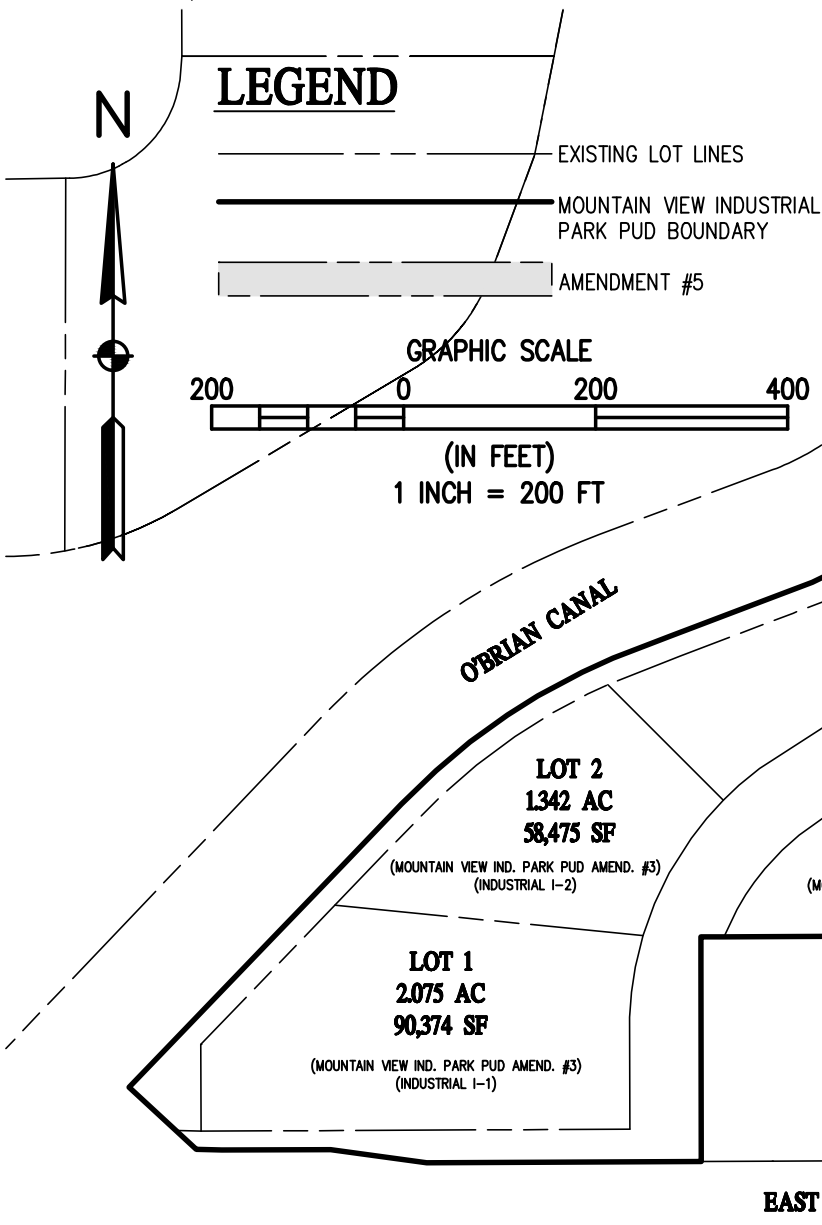 N
LEGEND
EXISTING LOT LINES
MOUNTAIN VIEW INDUSTRIAL
PARK PUD BOUNDARY
AMENDMENT #5
GRAPHIC SCALE
200 0 200 400
(IN FEET)
1 INCH = 200 FT
O'BRIAN CANAL
LOT 2
1.342 AC
58,475 SF
(MOUNTAIN VIEW IND. PARK PUD AMEND. #3)
(INDUSTRIAL I-2)
LOT 1
2.075 AC
90,374 SF
(MOUNTAIN VIEW IND. PARK PUD AMEND. #3)
(INDUSTRIAL I-1)
EAST